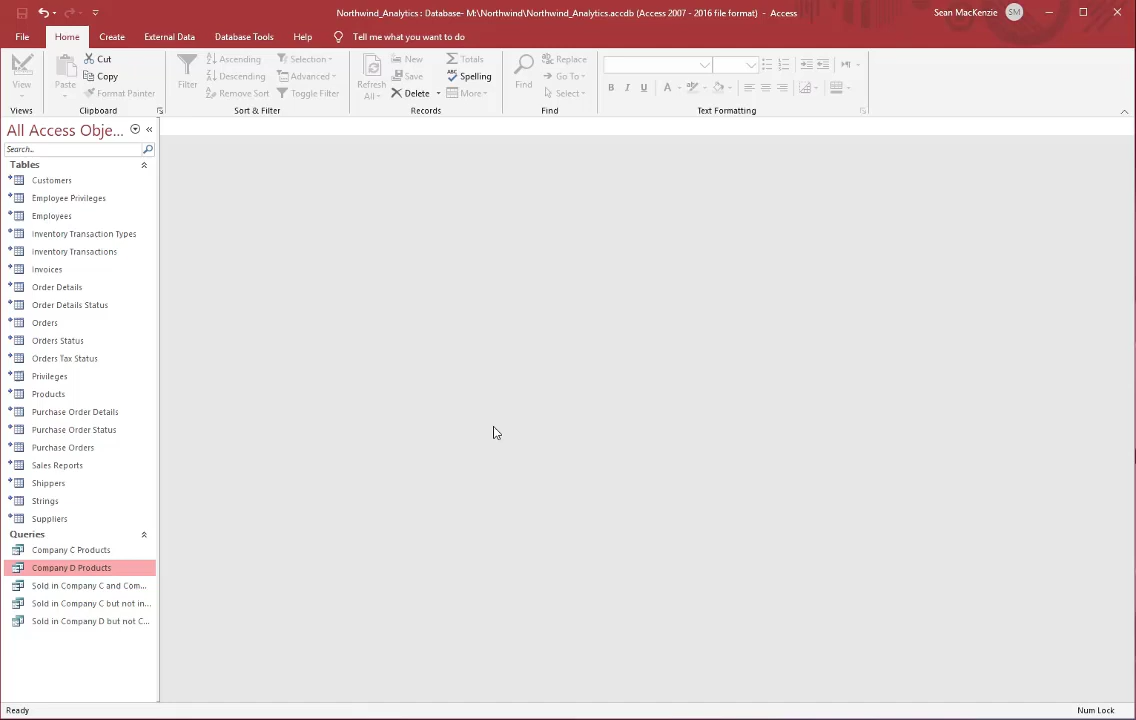 Northwind_Analytics : Database- M:\Northwind\Northwind_Analytics.accdb (Access 2007 - 2016 file format) - Access
Sean MacKenzie SM
File Home Create External Data Database Tools Help Tell me what you want to do
View
Views
Paste
Cut
Copy
Format Painter
Clipboard
Filter
Ascending
Descending
Remove Sort
Selection
Advanced
Toggle Filter
Sort & Filter
Refresh
All
New
Save
Delete
Totals
Spelling
More
Records
Find
Replace
Go To
Select
Find
B I U A
Text Formatting
All Access Obje...
Search...
Tables
Customers
Employee Privileges
Employees
Inventory Transaction Types
Inventory Transactions
Invoices
Order Details
Order Details Status
Orders
Orders Status
Orders Tax Status
Privileges
Products
Purchase Order Details
Purchase Order Status
Purchase Orders
Sales Reports
Shippers
Strings
Suppliers
Queries
Company C Products
Company D Products
Sold in Company C and Com...
Sold in Company C but not in...
Sold in Company D but not C...
Ready
Num Lock